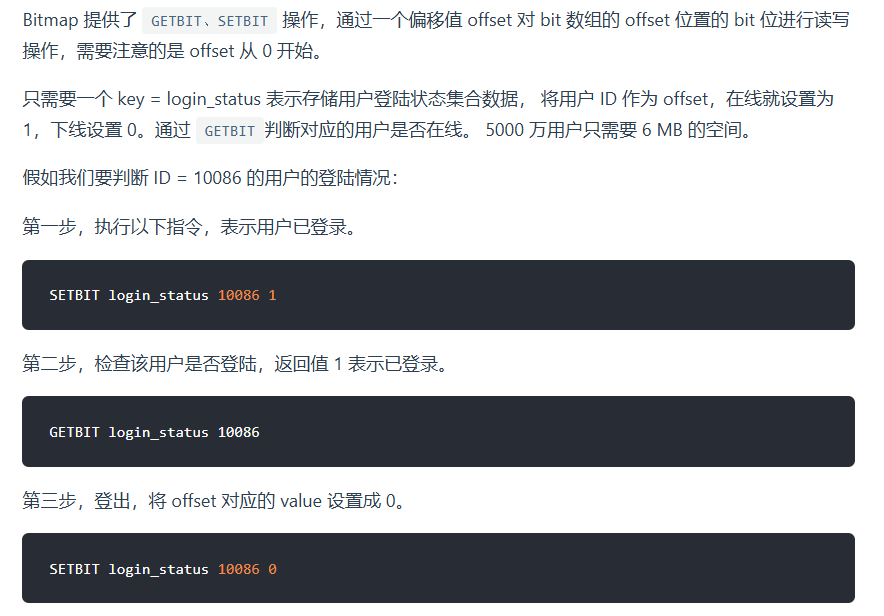 Bitmap 提供了 GETBIT、SETBIT 操作，通过一个偏移值 offset 对 bit 数组的 offset 位置的 bit 位进行读写
操作，需要注意的是 offset 从 0 开始。
只需要一个 key = login_status 表示存储用户登陆状态集合数据， 将用户 ID 作为 offset，在线就设置为
1，下线设置 0。通过 GETBIT 判断对应的用户是否在线。 5000 万用户只需要 6 MB 的空间。
假如我们要判断 ID = 10086 的用户的登陆情况：
第一步，执行以下指令，表示用户已登录。
SETBIT login_status 10086 1
第二步，检查该用户是否登陆，返回值 1 表示已登录。
GETBIT login_status 10086
第三步，登出，将 offset 对应的 value 设置成 0。
SETBIT login_status 10086 0